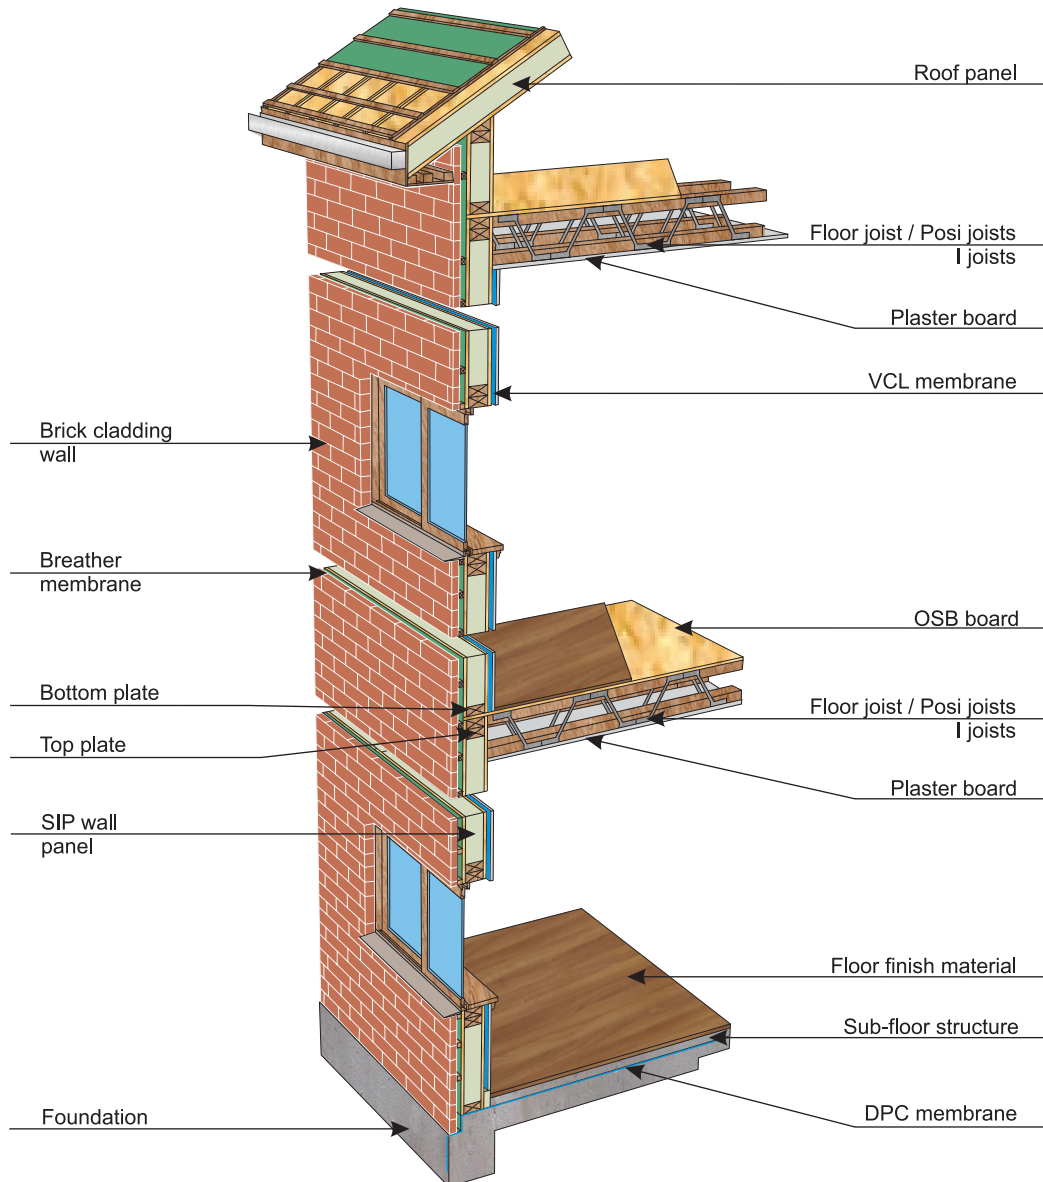 Roof panel
Floor joist / Posi joists
I joists
Plaster board
VCL membrane
Brick cladding
wall
Breather
membrane
OSB board
Bottom plate
Floor joist / Posi joists
I joists
Top plate
Plaster board
SIP wall
panel
Floor finish material
Sub-floor structure
DPC membrane
Foundation